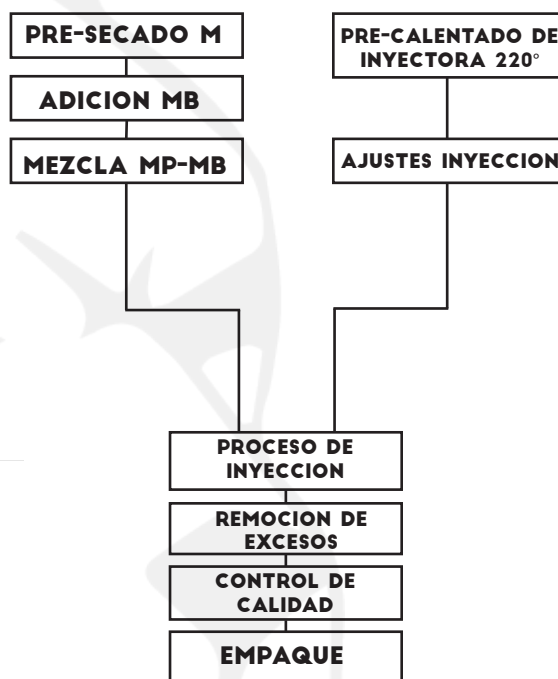 PRE-SECADO M
ADICION MB
MEZCLA MP-MB
PRE-CALENTADO DE
INYECTORA 220°
AJUSTES INYECCION
PROCESO DE
INYECCION
REMOCION DE
EXCESOS
CONTROL DE
CALIDAD
EMPAQUE